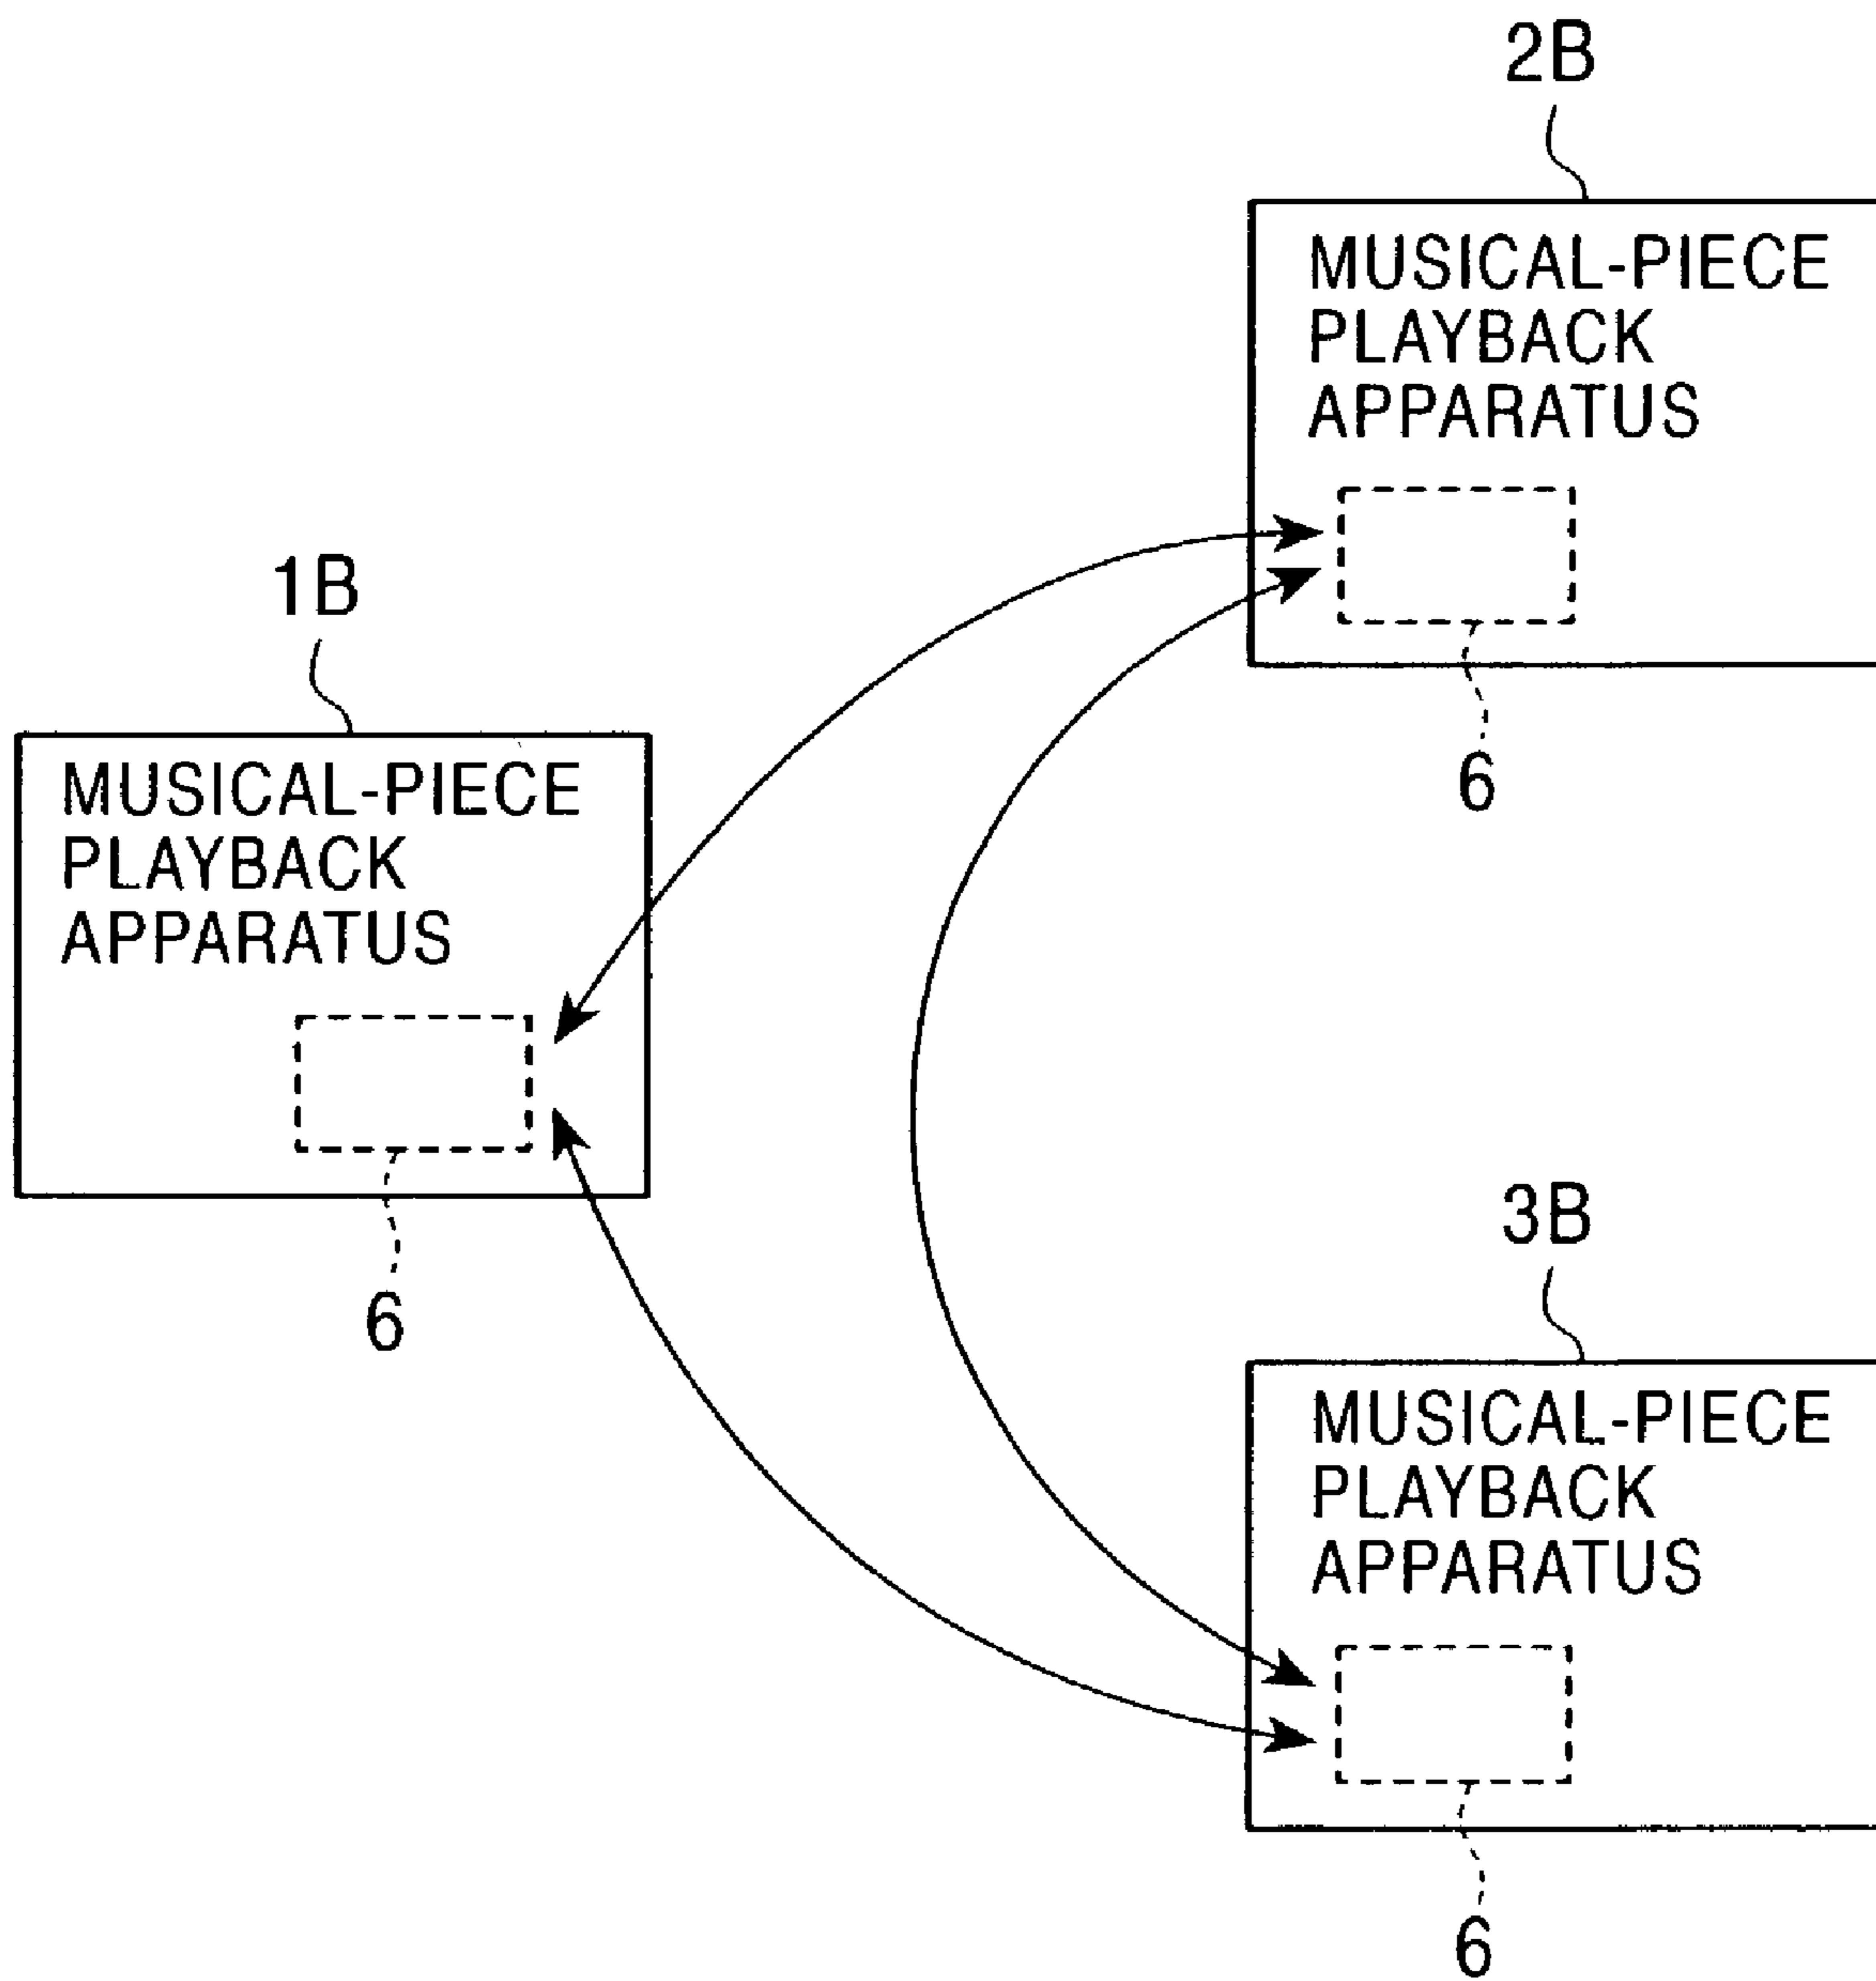 2B
MUSICAL-PIECE
PLAYBACK
APPARATUS
6
1B
MUSICAL-PIECE
PLAYBACK
APPARATUS
6
3B
MUSICAL-PIECE
PLAYBACK
APPARATUS
6